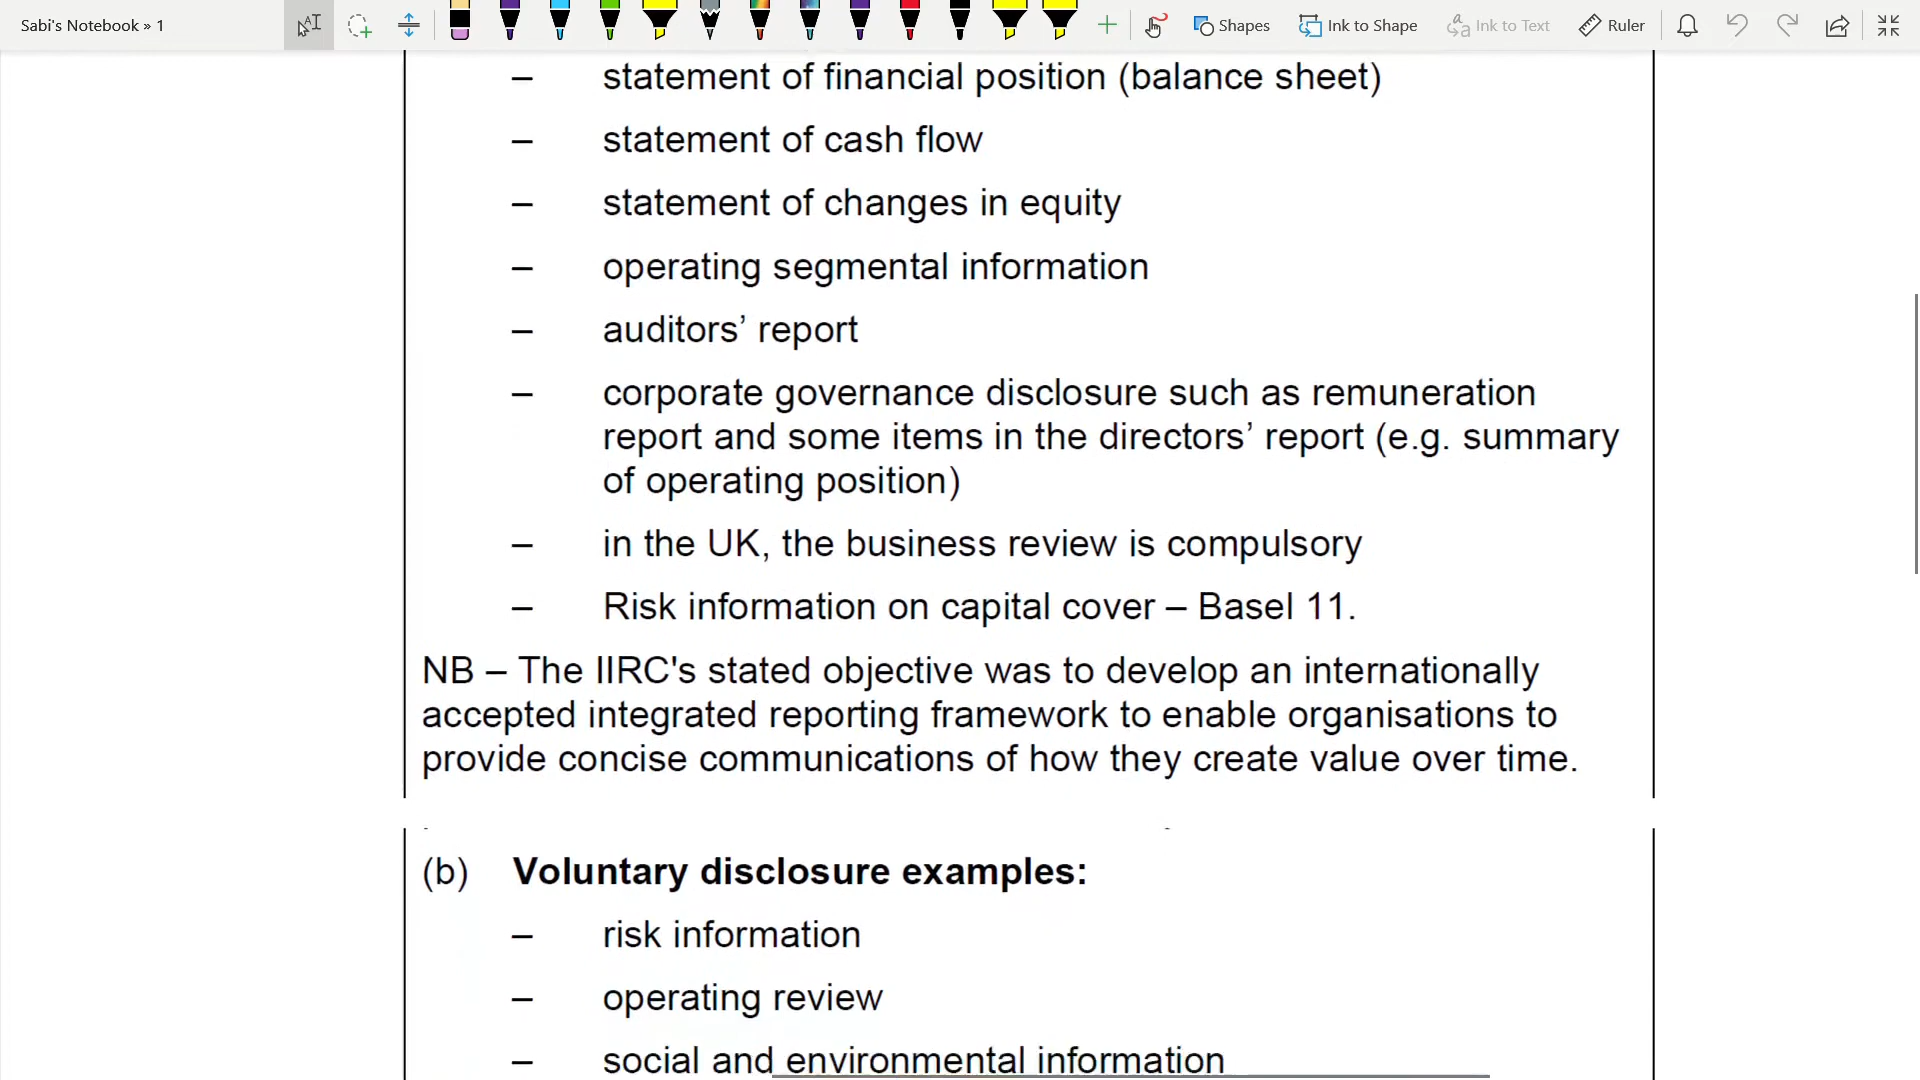 Sabi's Notebook » 1
Shapes
Ink to Shape
Ink to Text
Ruler
– statement of financial position (balance sheet)
– statement of cash flow
– statement of changes in equity
– operating segmental information
– auditors’ report
– corporate governance disclosure such as remuneration
report and some items in the directors’ report (e.g. summary
of operating position)
– in the UK, the business review is compulsory
– Risk information on capital cover – Basel 11.
NB – The IIRC's stated objective was to develop an internationally
accepted integrated reporting framework to enable organisations to
provide concise communications of how they create value over time.
(b) Voluntary disclosure examples:
– risk information
– operating review
– social and environmental information